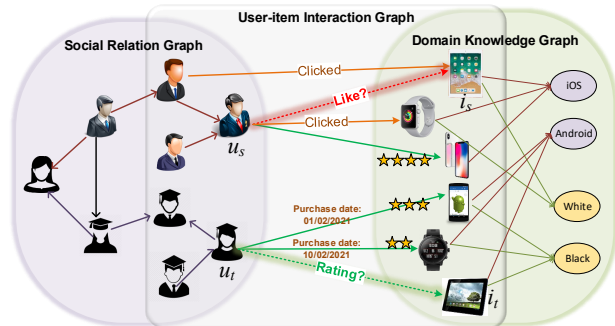 User-item Interaction Graph
Social Relation Graph
Domain Knowledge Graph
Clicked
Like?
Clicked
u_s
i_s
iOS
Android
White
Black
Purchase date:
01/02/2021
Purchase date:
10/02/2021
Rating?
u_t
i_t